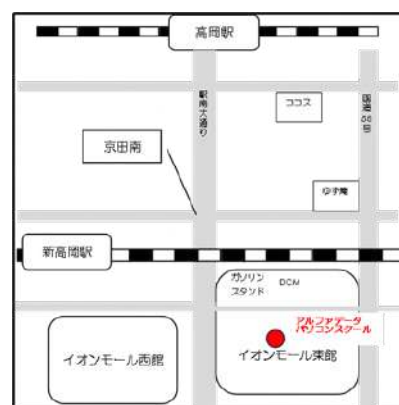 高岡駅
駅南大通り
ココス
国道
号
京田南
ゆず庵
新高岡駅
ガソリン
スタンド
DCM
アルファデータ
パソコンスクール
イオンモール西館
イオンモール東館